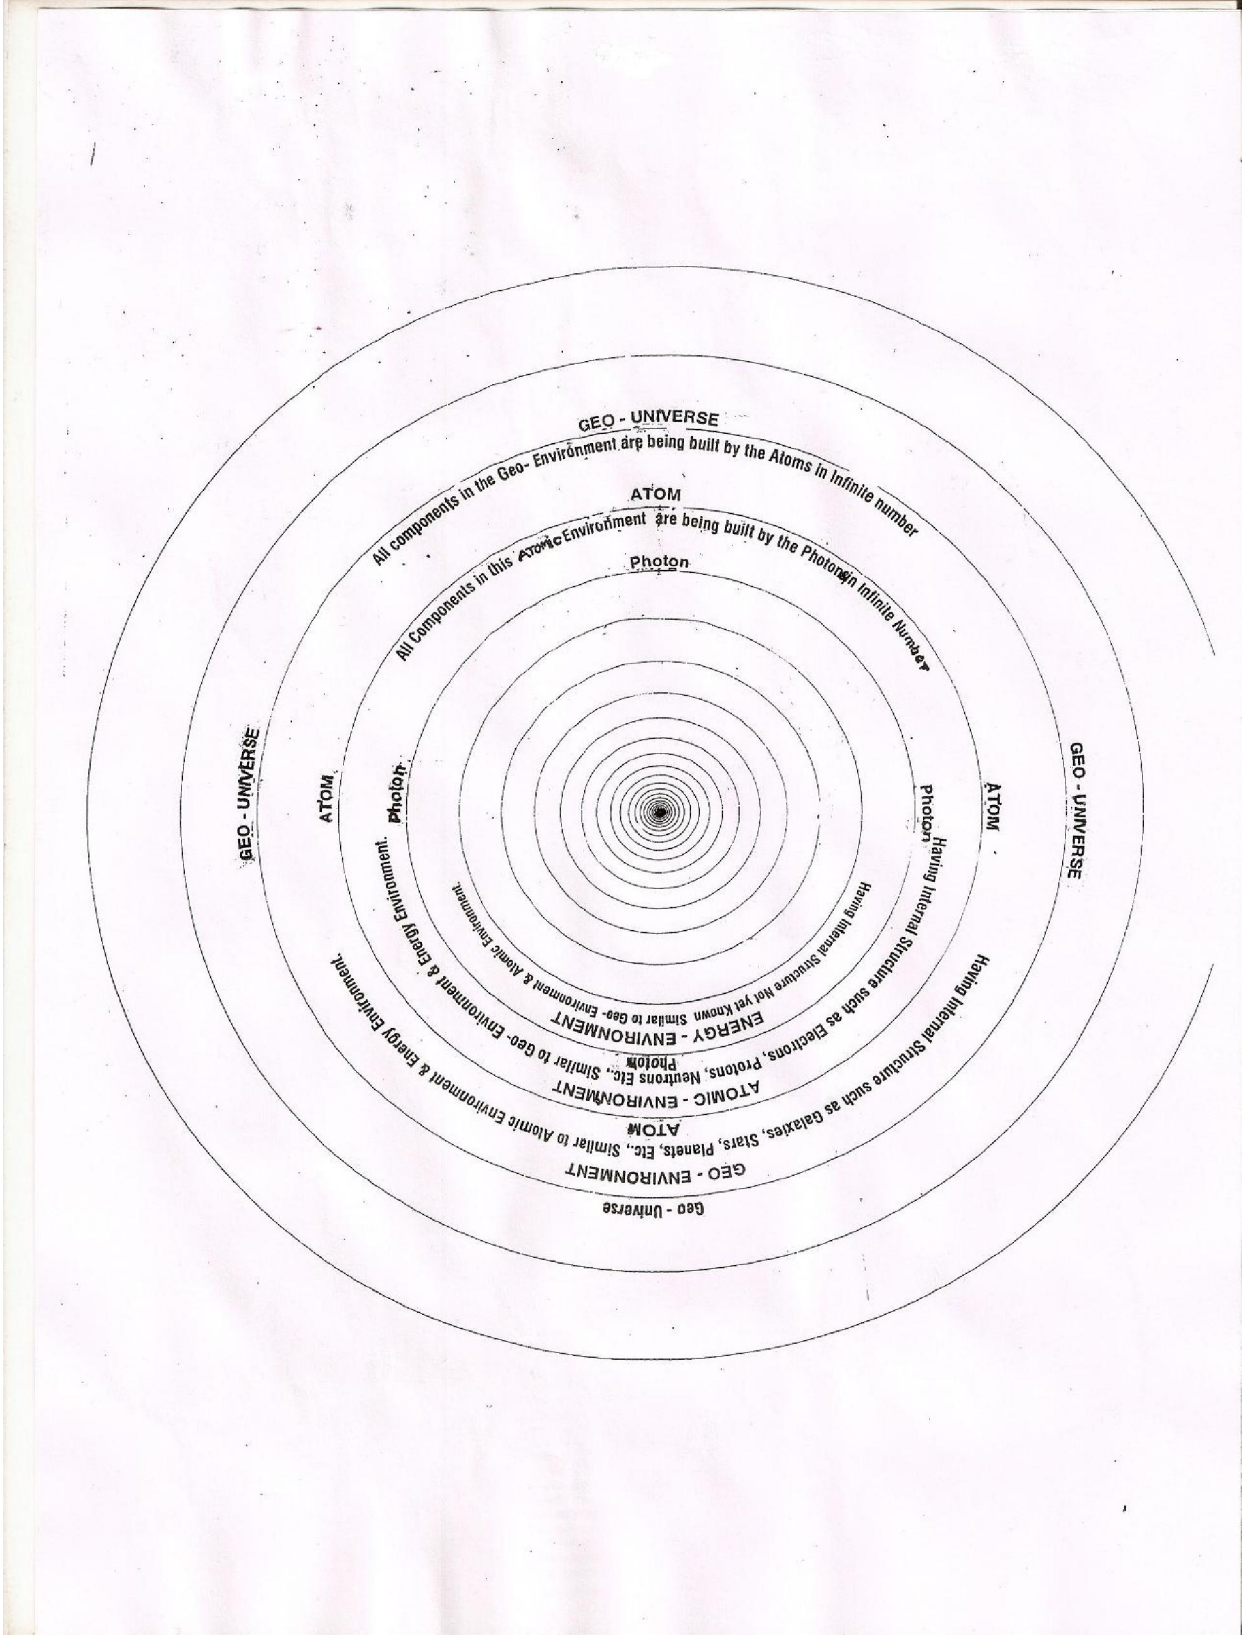 GEO - UNIVERSE
All components in the Geo- Environment are being built by the Atoms in Infinite number
ATOM
All Components in this Atomic Environment are being built by the Photons in Infinite Number
Photon
GEO - UNIVERSE
ATOM
Photon
Photon
ATOM
GEO - UNIVERSE
Having Internal Structure Not yet Known Similar to Geo- Environment & Atomic Environment.
ENERGY - ENVIRONMENT
Photon
Having Internal Structure such as Electrons, Protons, Neutrons Etc., Similar to Geo- Environment & Energy Environment.
ATOMIC - ENVIRONMENT
ATOM
Having Internal Structure such as Galaxies, Stars, Planets, Etc., Similar to Atomic Environment & Energy Environment.
GEO - ENVIRONMENT
Geo - Universe